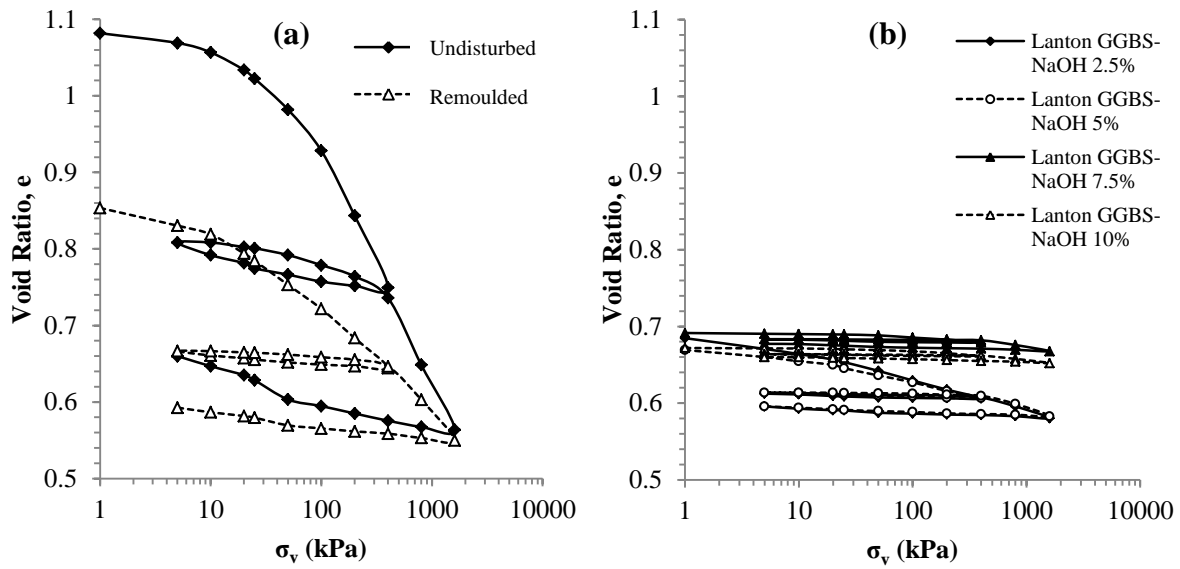 (a)
Undisturbed
Remoulded
1.1
1
0.9
0.8
0.7
0.6
0.5
Void Ratio, e
1 10 100 1000 10000
σv (kPa)
(b)
Lanton GGBS-
NaOH 2.5%
Lanton GGBS-
NaOH 5%
Lanton GGBS-
NaOH 7.5%
Lanton GGBS-
NaOH 10%
1.1
1
0.9
0.8
0.7
0.6
0.5
Void Ratio, e
1 10 100 1000 10000
σv (kPa)